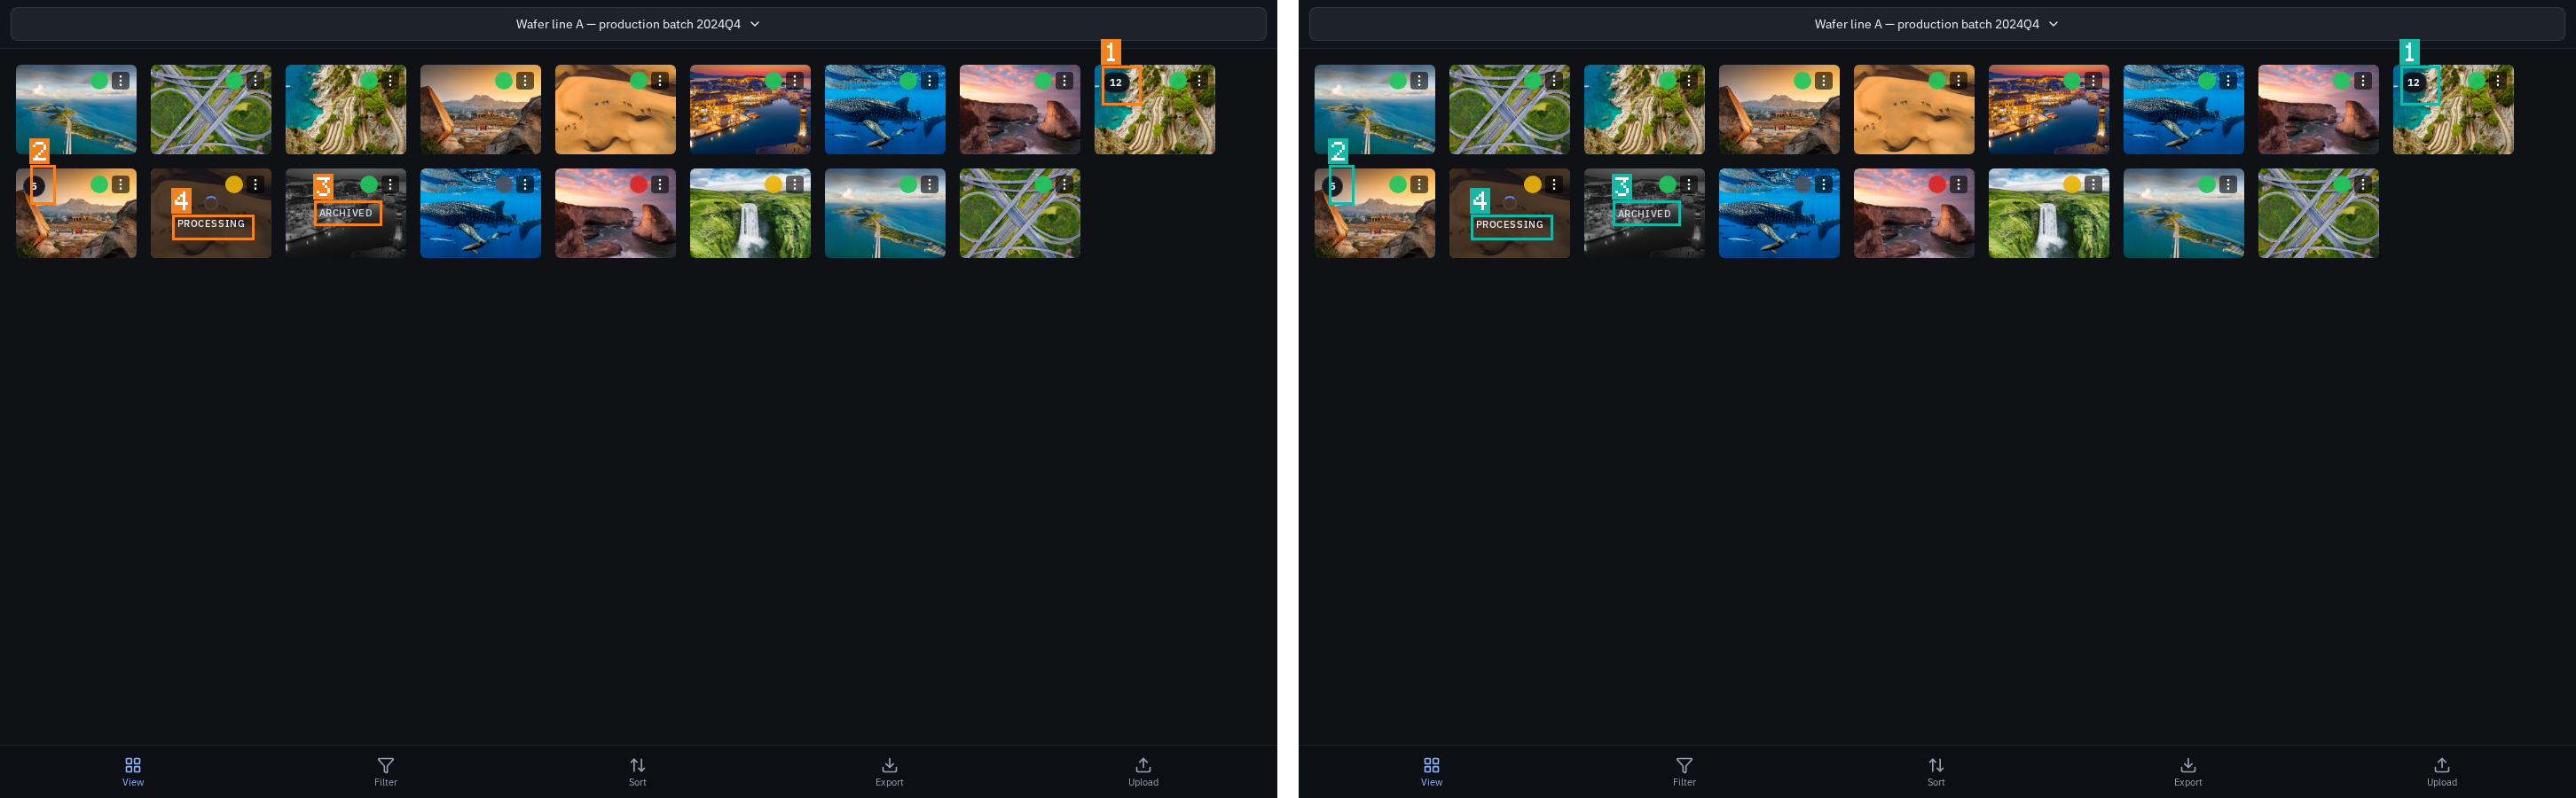 Wafer line A — production batch 2024Q4
1
12
2
5
3
ARCHIVED
4
PROCESSING
View
Filter
Sort
Export
Upload
Wafer line A — production batch 2024Q4
1
12
2
5
3
ARCHIVED
4
PROCESSING
View
Filter
Sort
Export
Upload